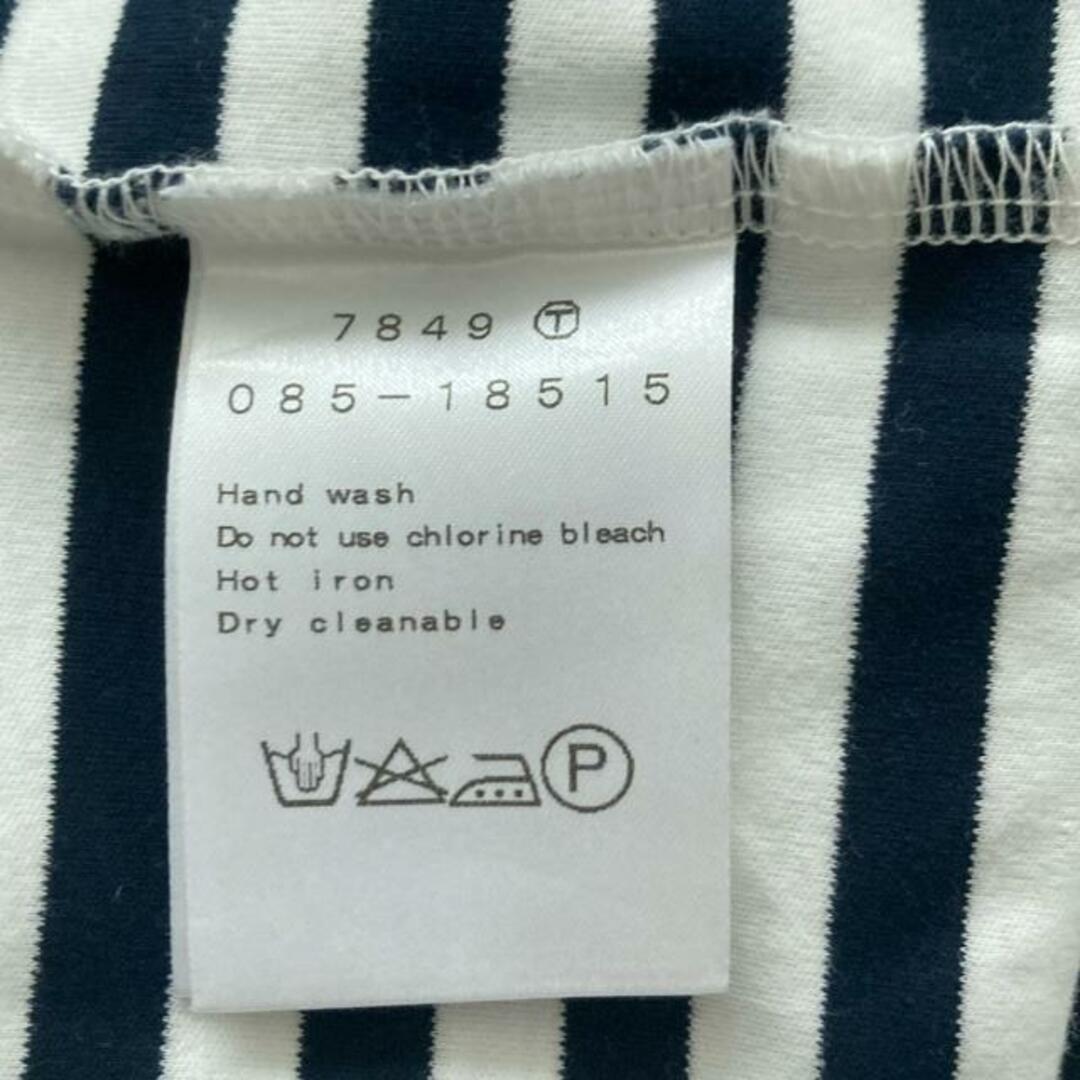 7849 Ⓣ
085-18515
Hand wash
Do not use chlorine bleach
Hot iron
Dry cleanable
P